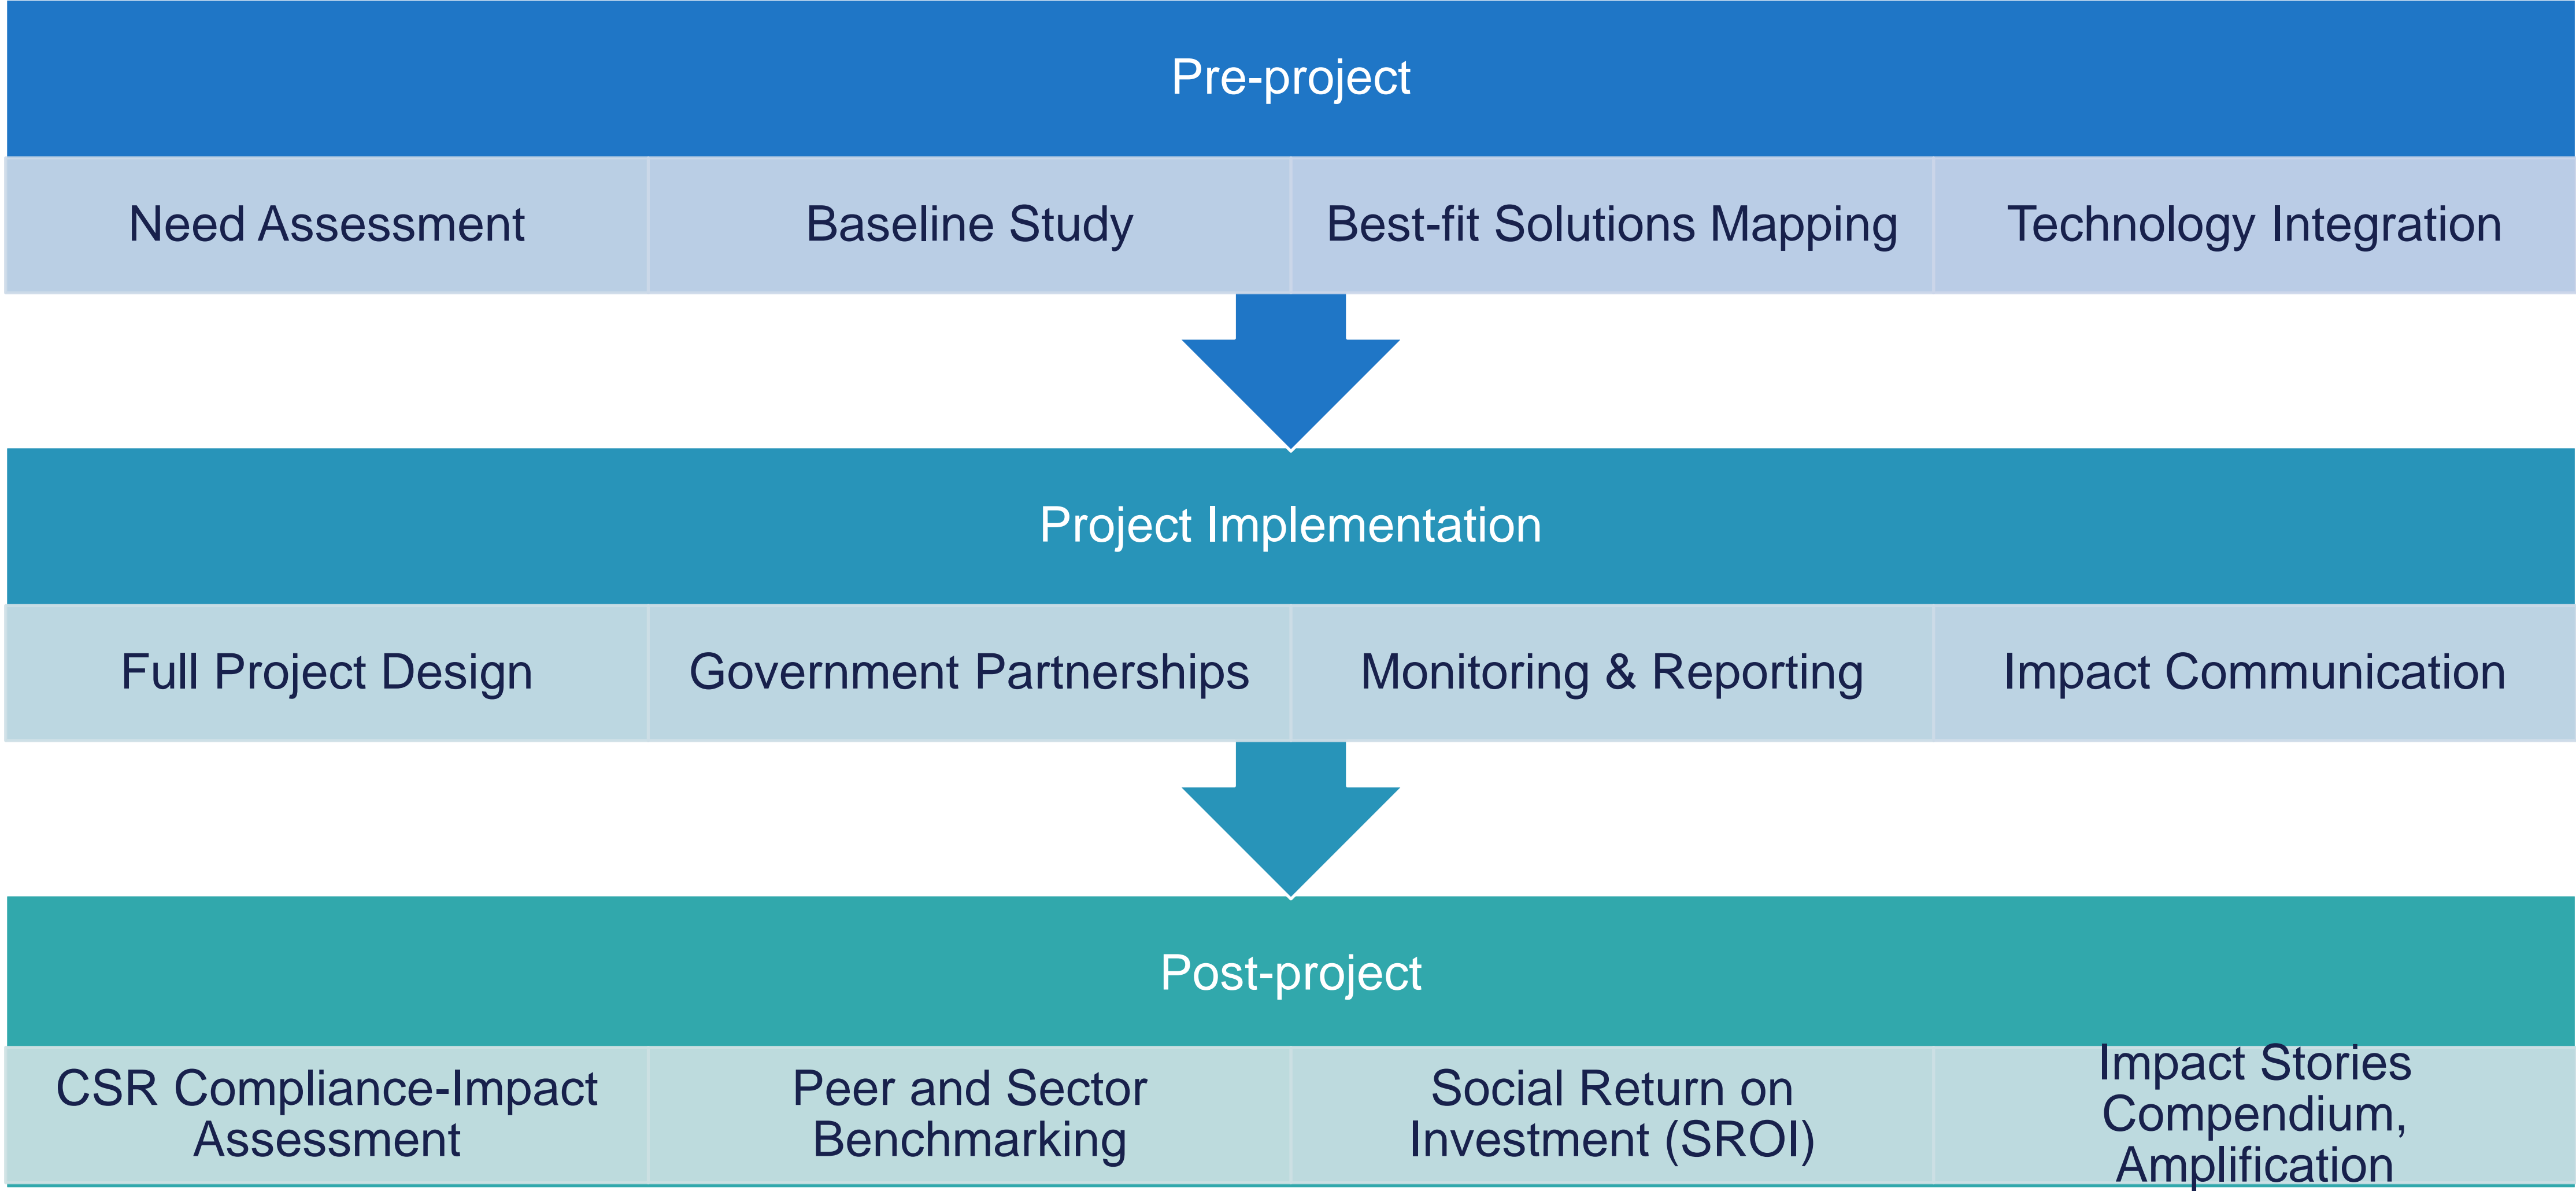 Pre-project
Need Assessment
Baseline Study
Best-fit Solutions Mapping
Technology Integration
Project Implementation
Full Project Design
Government Partnerships
Monitoring & Reporting
Impact Communication
Post-project
CSR Compliance-Impact
Assessment
Peer and Sector
Benchmarking
Social Return on
Investment (SROI)
Impact Stories
Compendium,
Amplification